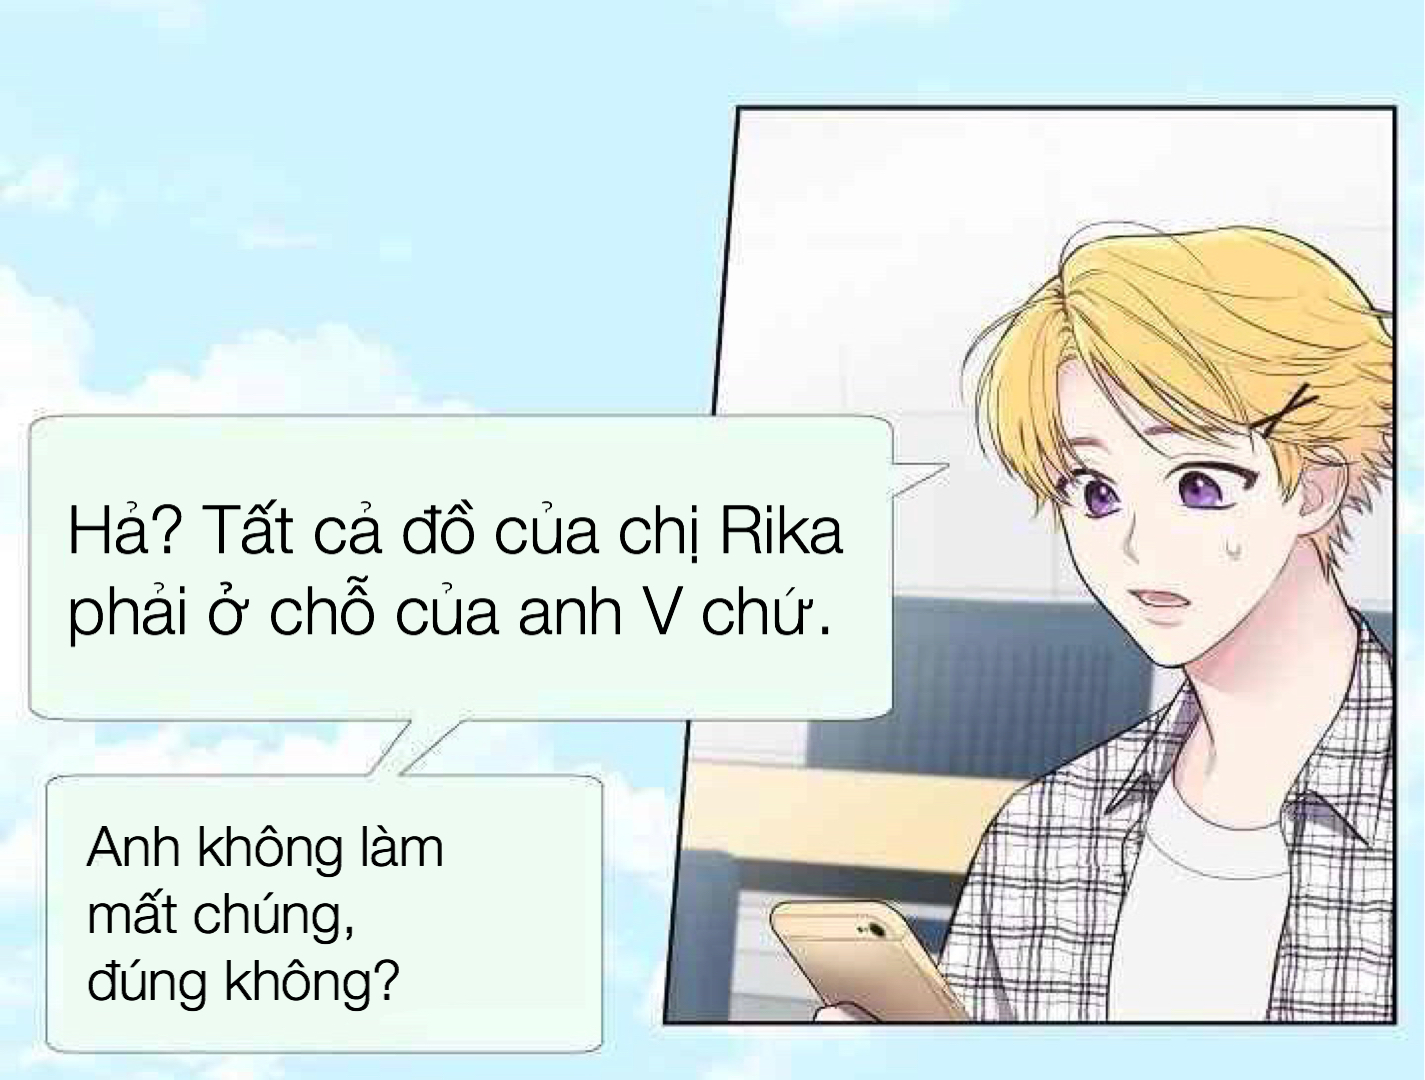 Hả? Tất cả đồ của chị Rika
phải ở chỗ của anh V chứ.
Anh không làm
mất chúng,
đúng không?